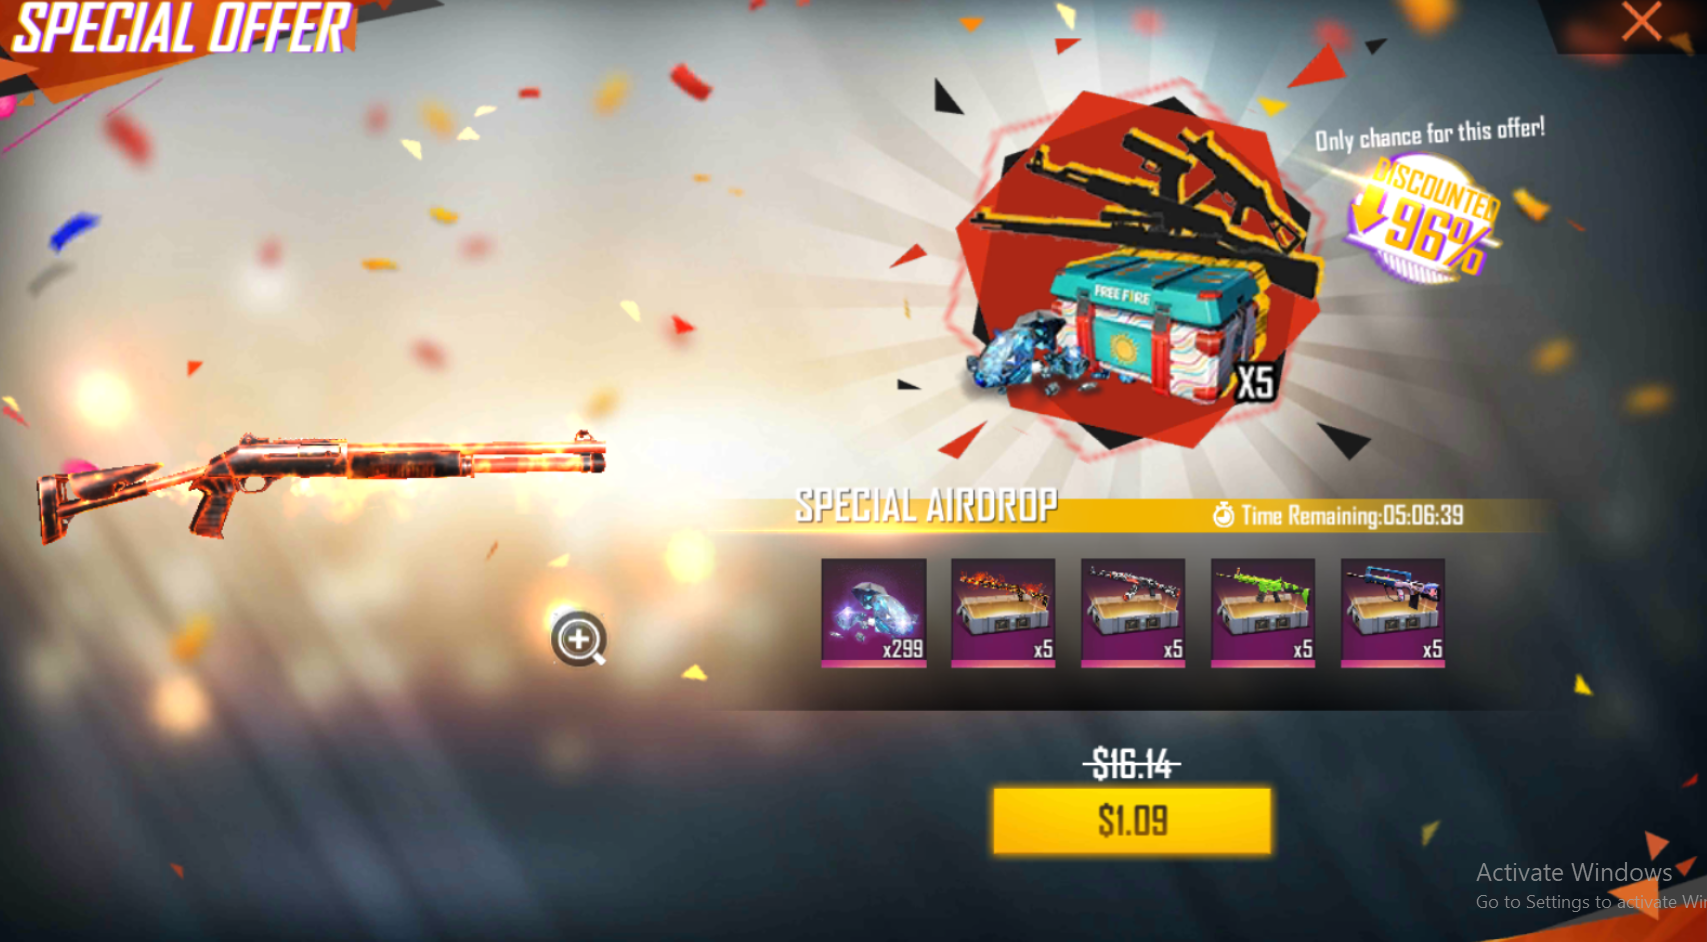 SPECIAL OFFER
Only chance for this offer!
DISCOUNTED
96%
FREE FIRE
X5
SPECIAL AIRDROP
Time Remaining:05:06:39
x299
x5
x5
x5
x5
$16.14
$1.09
Activate Windows
Go to Settings to activate Wi